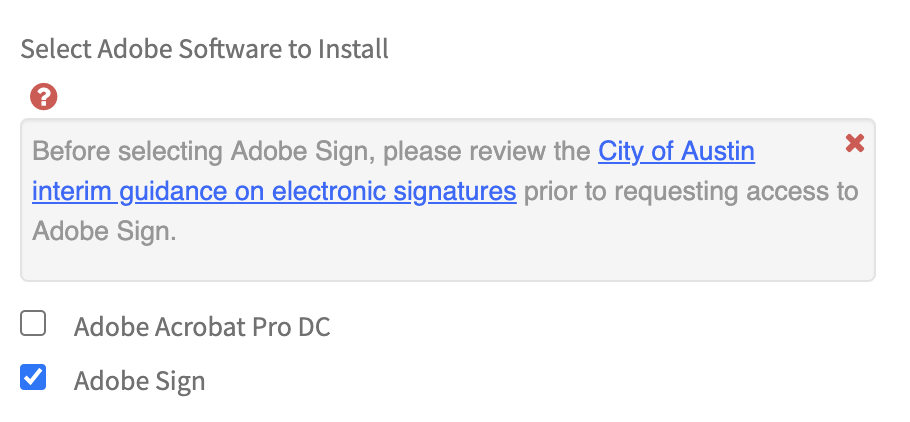 Select Adobe Software to Install
?
Before selecting Adobe Sign, please review the City of Austin
interim guidance on electronic signatures prior to requesting access to
Adobe Sign.
Adobe Acrobat Pro DC
Adobe Sign